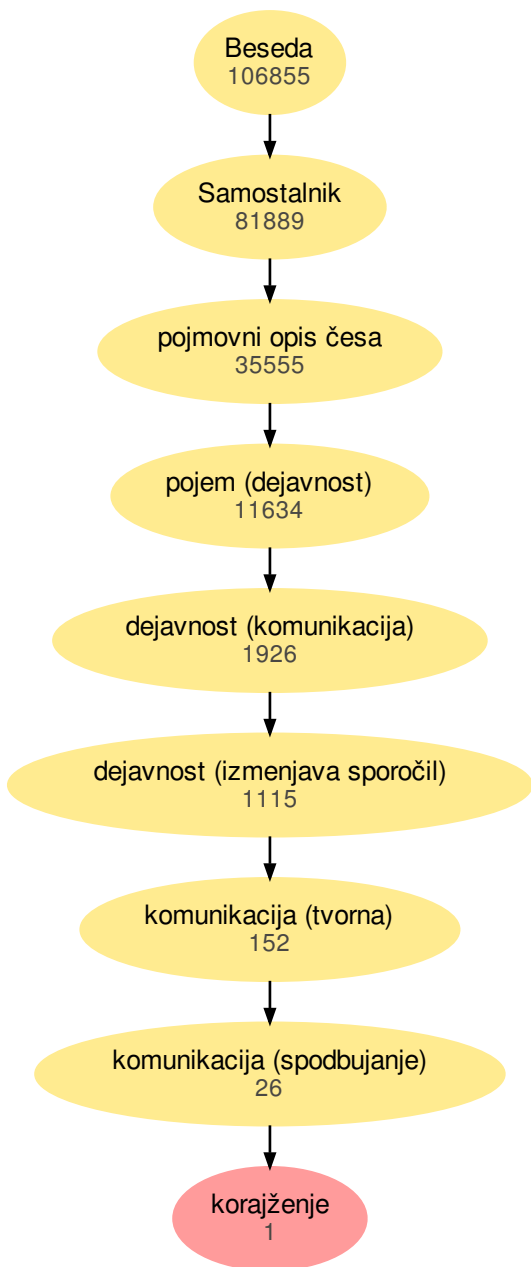 Beseda
106855
Samostalnik
81889
pojmovni opis česa
35555
pojem (dejavnost)
11634
dejavnost (komunikacija)
1926
dejavnost (izmenjava sporočil)
1115
komunikacija (tvorna)
152
komunikacija (spodbujanje)
26
korajženje
1